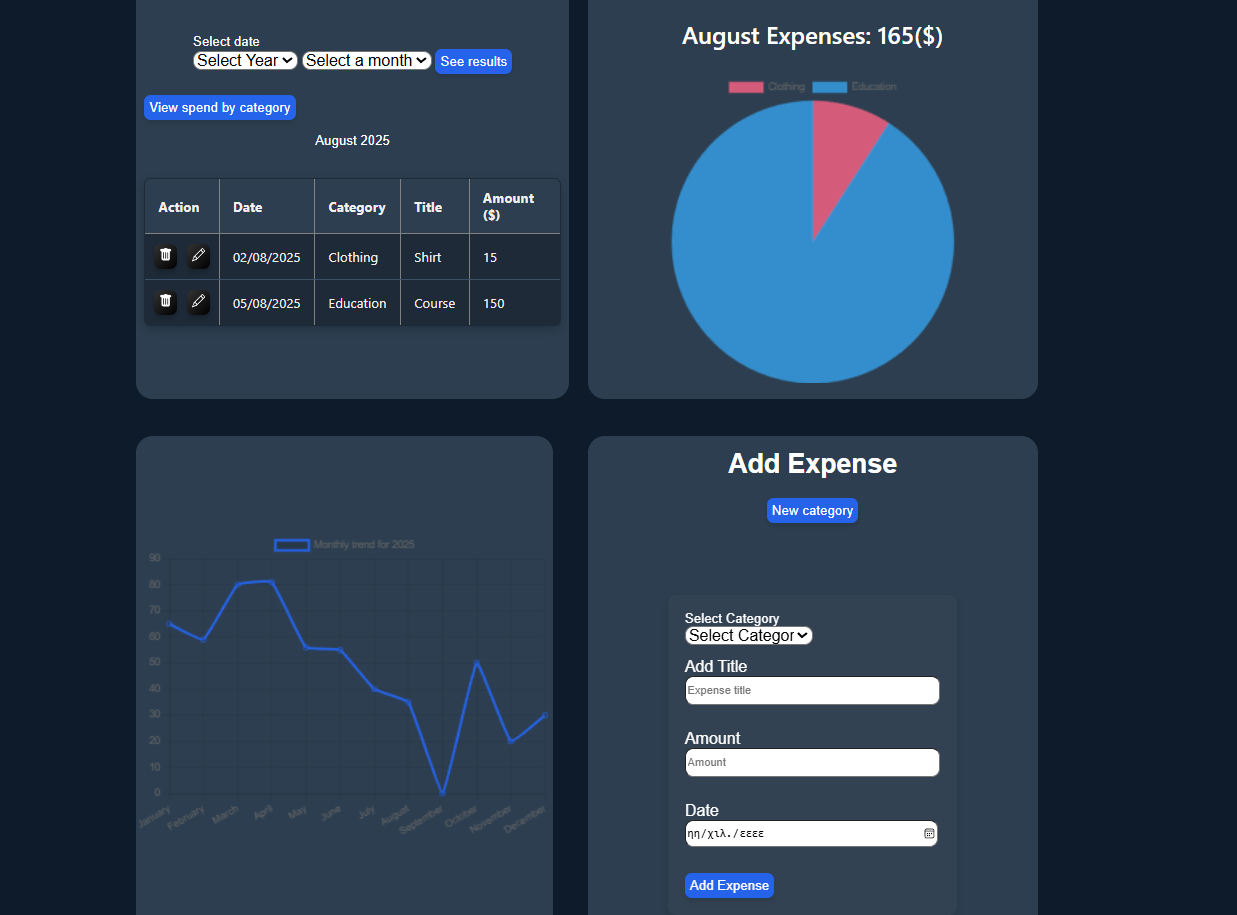 Select date
Select Year Select a month See results
View spend by category
August 2025
Action Date Category Title Amount ($)
02/08/2025 Clothing Shirt 15
05/08/2025 Education Course 150
August Expenses: 165($)
Clothing Education
Monthly trend for 2025
90
80
70
60
50
40
30
20
10
0
January February March April May June July August September October November December
Add Expense
New category
Select Category
Select Categor
Add Title
Expense title
Amount
Amount
Date
ηη/χιλ./εεεε
Add Expense